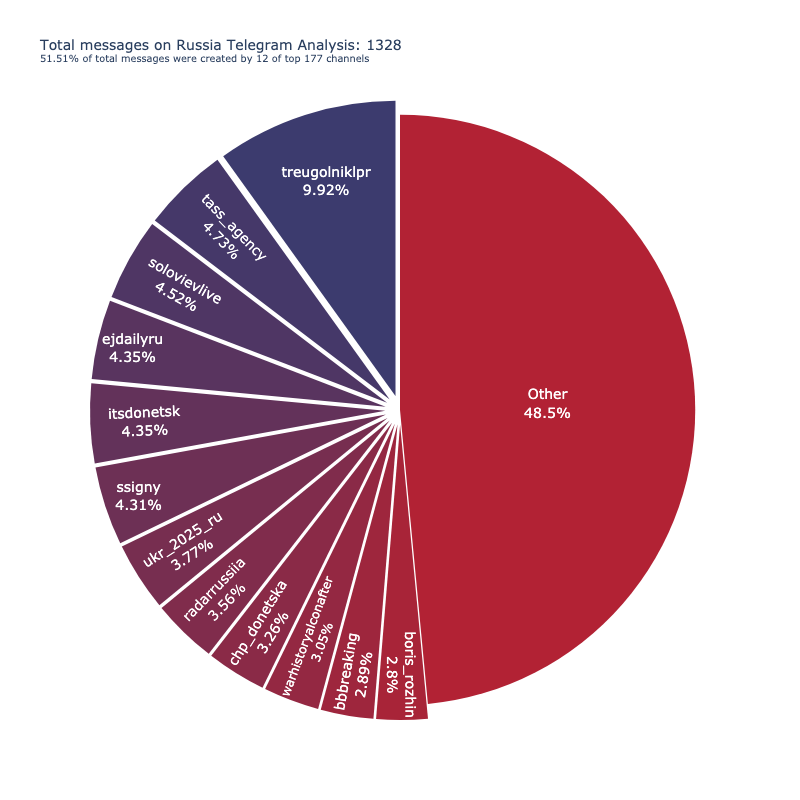 Total messages on Russia Telegram Analysis: 1328
51.51% of total messages were created by 12 of top 177 channels
treugolniklpr
9.92%
tass_agency
4.73%
solovievlive
4.52%
ejdailyru
4.35%
itsdonetsk
4.35%
ssigny
4.31%
ukr_2025_ru
3.77%
radarrussiia
3.56%
chp_donetska
3.26%
warhistoryalconafter
3.05%
bbbreaking
2.89%
boris_rozhin
2.8%
Other
48.5%